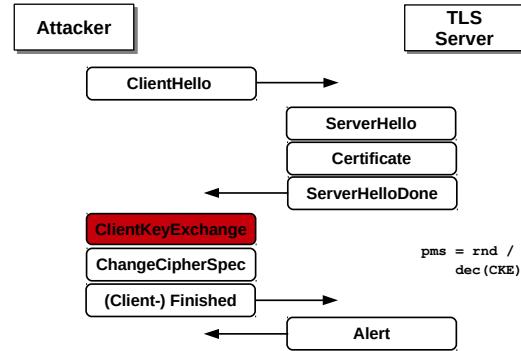 Attacker
TLS
Server
ClientHello
ServerHello
Certificate
ServerHelloDone
ClientKeyExchange
ChangeCipherSpec
pms = rnd /
dec(CKE)
(Client-) Finished
Alert